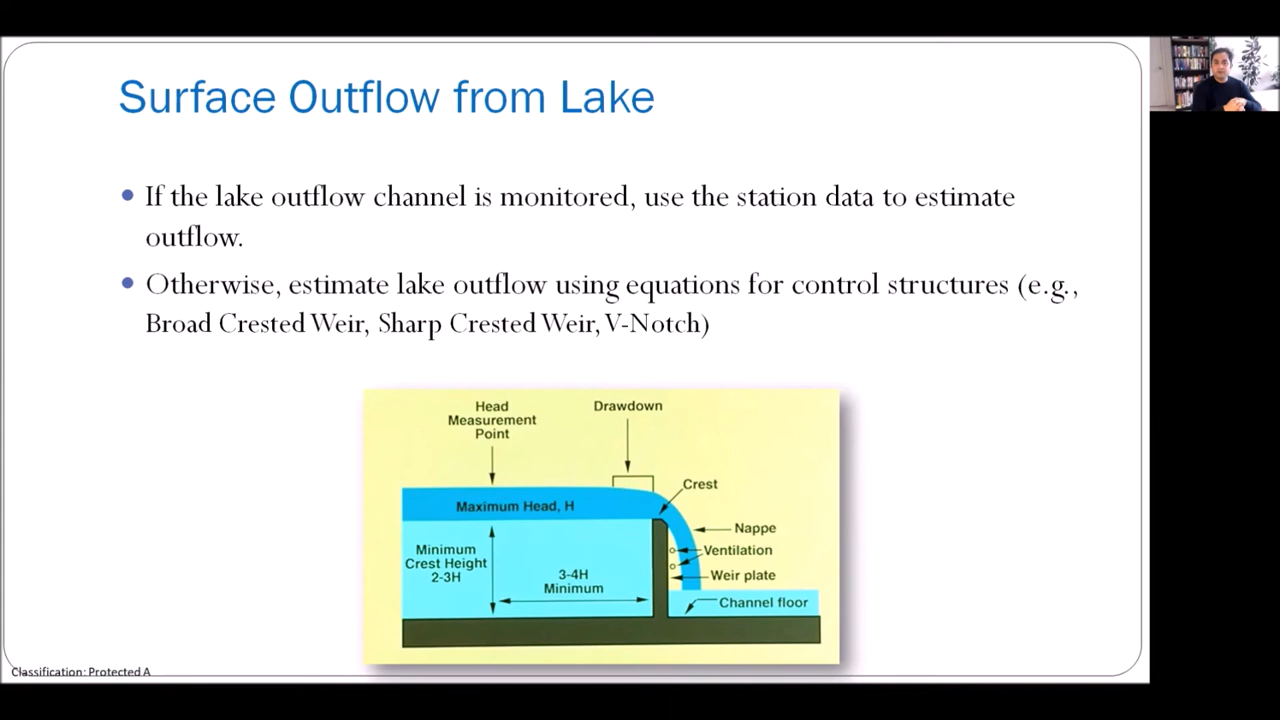 Surface Outflow from Lake
• If the lake outflow channel is monitored, use the station data to estimate
outflow.
• Otherwise, estimate lake outflow using equations for control structures (e.g.,
Broad Crested Weir, Sharp Crested Weir, V-Notch)
Head
Measurement
Point
Drawdown
Crest
Maximum Head, H
Nappe
Minimum
Crest Height
2-3H
Ventilation
3-4H
Minimum
Weir plate
Channel floor
Classification: Protected A